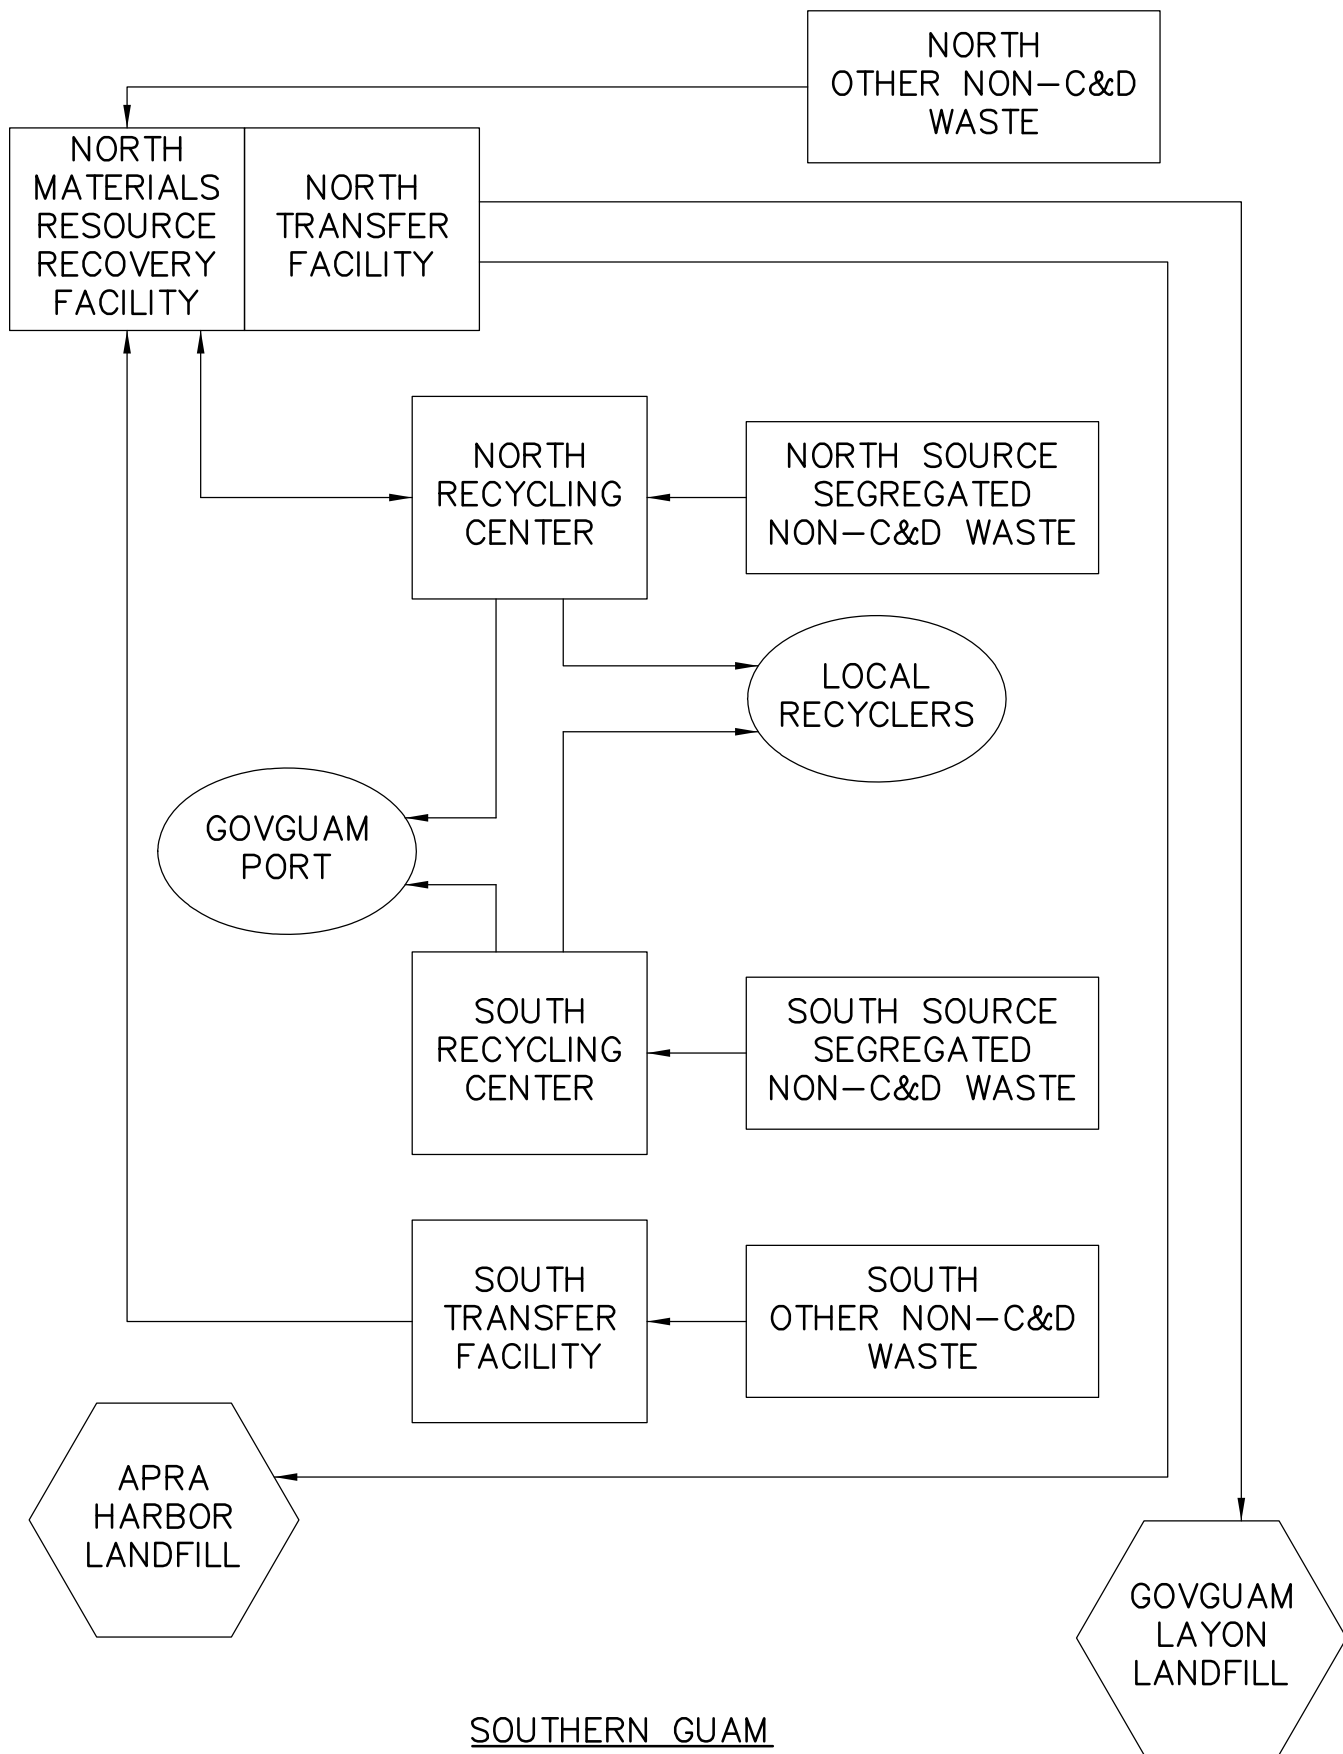 NORTH
OTHER NON-C&D
WASTE
NORTH
MATERIALS
RESOURCE
RECOVERY
FACILITY
NORTH
TRANSFER
FACILITY
NORTH
RECYCLING
CENTER
NORTH SOURCE
SEGREGATED
NON-C&D WASTE
LOCAL
RECYCLERS
GOVGUAM
PORT
SOUTH
RECYCLING
CENTER
SOUTH SOURCE
SEGREGATED
NON-C&D WASTE
SOUTH
TRANSFER
FACILITY
SOUTH
OTHER NON-C&D
WASTE
APRA
HARBOR
LANDFILL
GOVGUAM
LAYON
LANDFILL
SOUTHERN GUAM